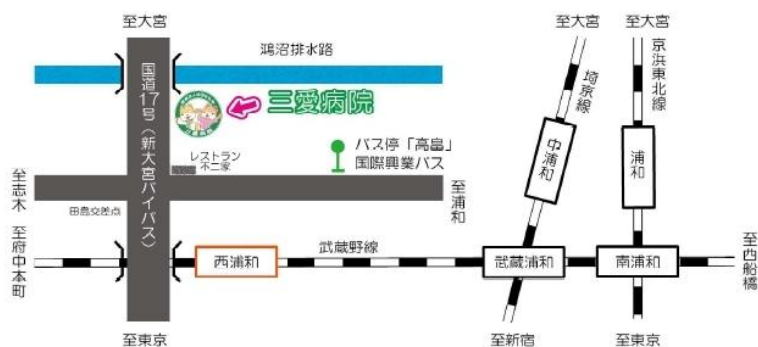 至大宮
至大宮
至大宮
鴻沼排水路
国道17号(新大宮バイパス)
三愛病院
埼京線
京浜東北線
中浦和
浦和
バス停「高畠」
国際興業バス
レストラン
不二家
至志木
田島交差点
至浦和
至府中本町
西浦和
武蔵野線
武蔵浦和
南浦和
至西船橋
至東京
至新宿
至東京